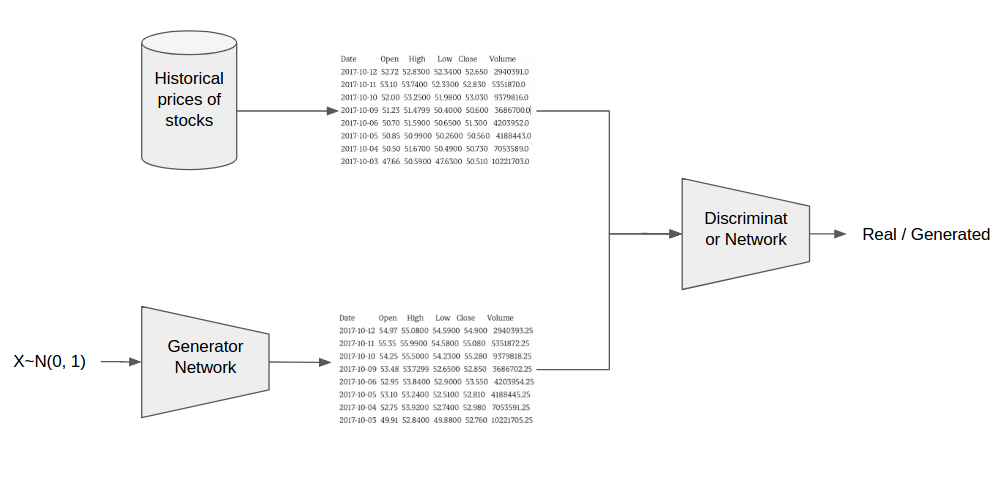 Historical
prices of
stocks
Date Open High Low Close Volume
2017-10-12 52.72 52.8300 52.3400 52.650 2940391.0
2017-10-11 53.10 53.7400 52.3300 52.830 5351870.0
2017-10-10 52.00 53.2500 51.9800 53.030 9379816.0
2017-10-09 51.23 51.4799 50.4000 50.600 3686700.0
2017-10-06 50.70 51.5900 50.6500 51.300 4203952.0
2017-10-05 50.85 50.9900 50.2600 50.560 4188443.0
2017-10-04 50.50 51.6700 50.4900 50.730 7053589.0
2017-10-03 47.66 50.5900 47.6300 50.510 10221703.0
Discriminat
or Network
Real / Generated
X~N(0, 1)
Generator
Network
Date Open High Low Close Volume
2017-10-12 54.97 55.0800 54.5900 54.900 2940393.25
2017-10-11 55.35 55.9900 54.5800 55.080 5351872.25
2017-10-10 54.25 55.5000 54.2300 55.280 9379818.25
2017-10-09 53.48 53.7299 52.6500 52.850 3686702.25
2017-10-06 52.95 53.8400 52.9000 53.550 4203954.25
2017-10-05 53.10 53.2400 52.5100 52.810 4188445.25
2017-10-04 52.75 53.9200 52.7400 52.980 7053591.25
2017-10-03 49.91 52.8400 49.8800 52.760 10221705.25